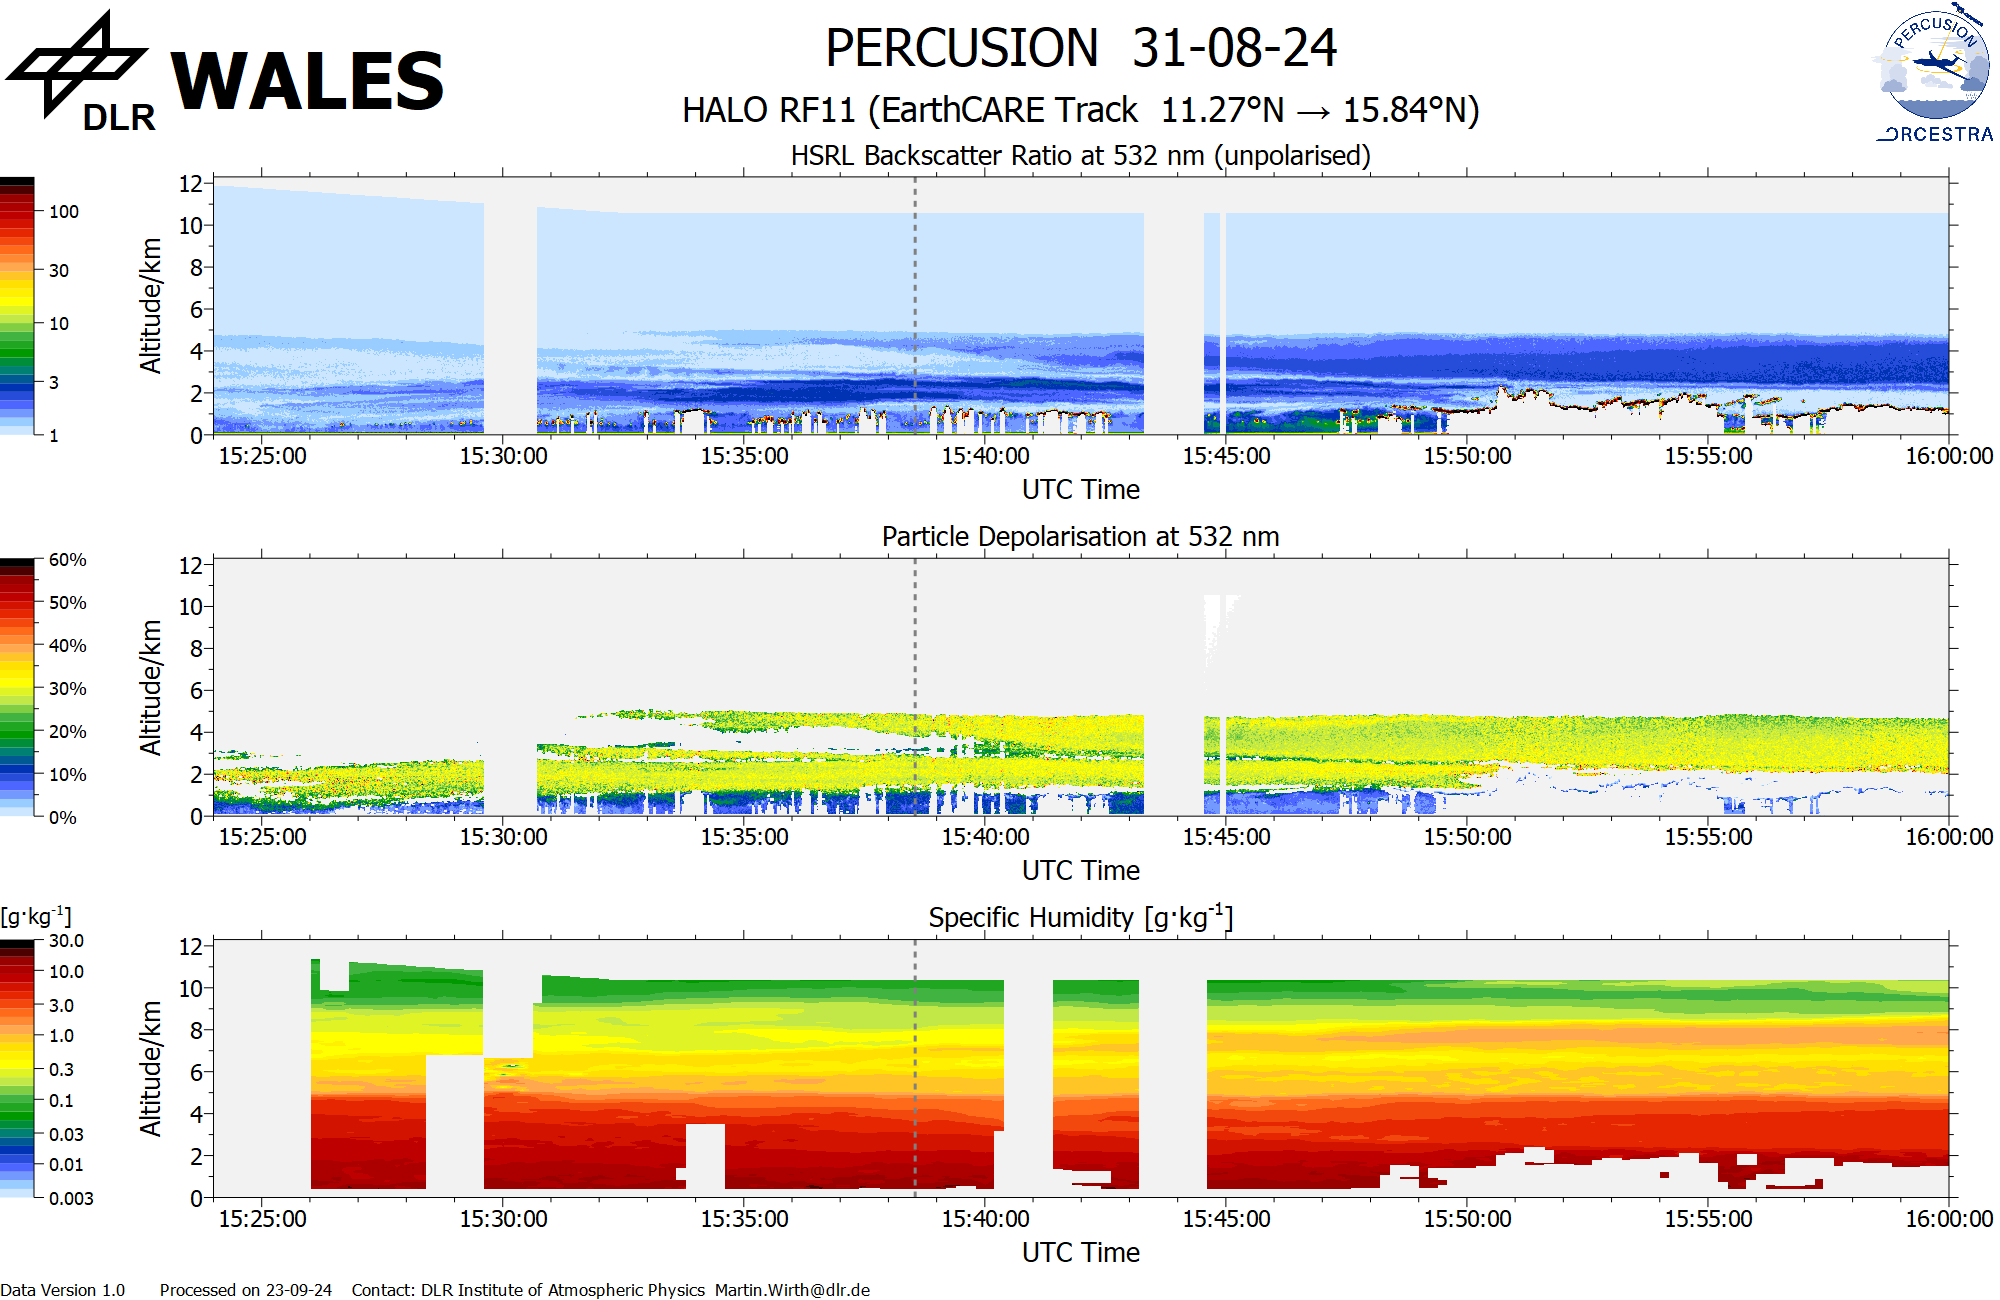 DLR
WALES
PERCUSION 31-08-24
HALO RF11 (EarthCARE Track 11.27°N → 15.84°N)
PERCUSION
ORCESTRA
HSRL Backscatter Ratio at 532 nm (unpolarised)
100
30
10
3
1
Altitude/km
12
10
8
6
4
2
0
15:25:00 15:30:00 15:35:00 15:40:00 15:45:00 15:50:00 15:55:00 16:00:00
UTC Time
Particle Depolarisation at 532 nm
60%
50%
40%
30%
20%
10%
0%
Altitude/km
12
10
8
6
4
2
0
15:25:00 15:30:00 15:35:00 15:40:00 15:45:00 15:50:00 15:55:00 16:00:00
UTC Time
Specific Humidity [g·kg⁻¹]
[g·kg⁻¹]
30.0
10.0
3.0
1.0
0.3
0.1
0.03
0.01
0.003
Altitude/km
12
10
8
6
4
2
0
15:25:00 15:30:00 15:35:00 15:40:00 15:45:00 15:50:00 15:55:00 16:00:00
UTC Time
Data Version 1.0 Processed on 23-09-24 Contact: DLR Institute of Atmospheric Physics Martin.Wirth@dlr.de